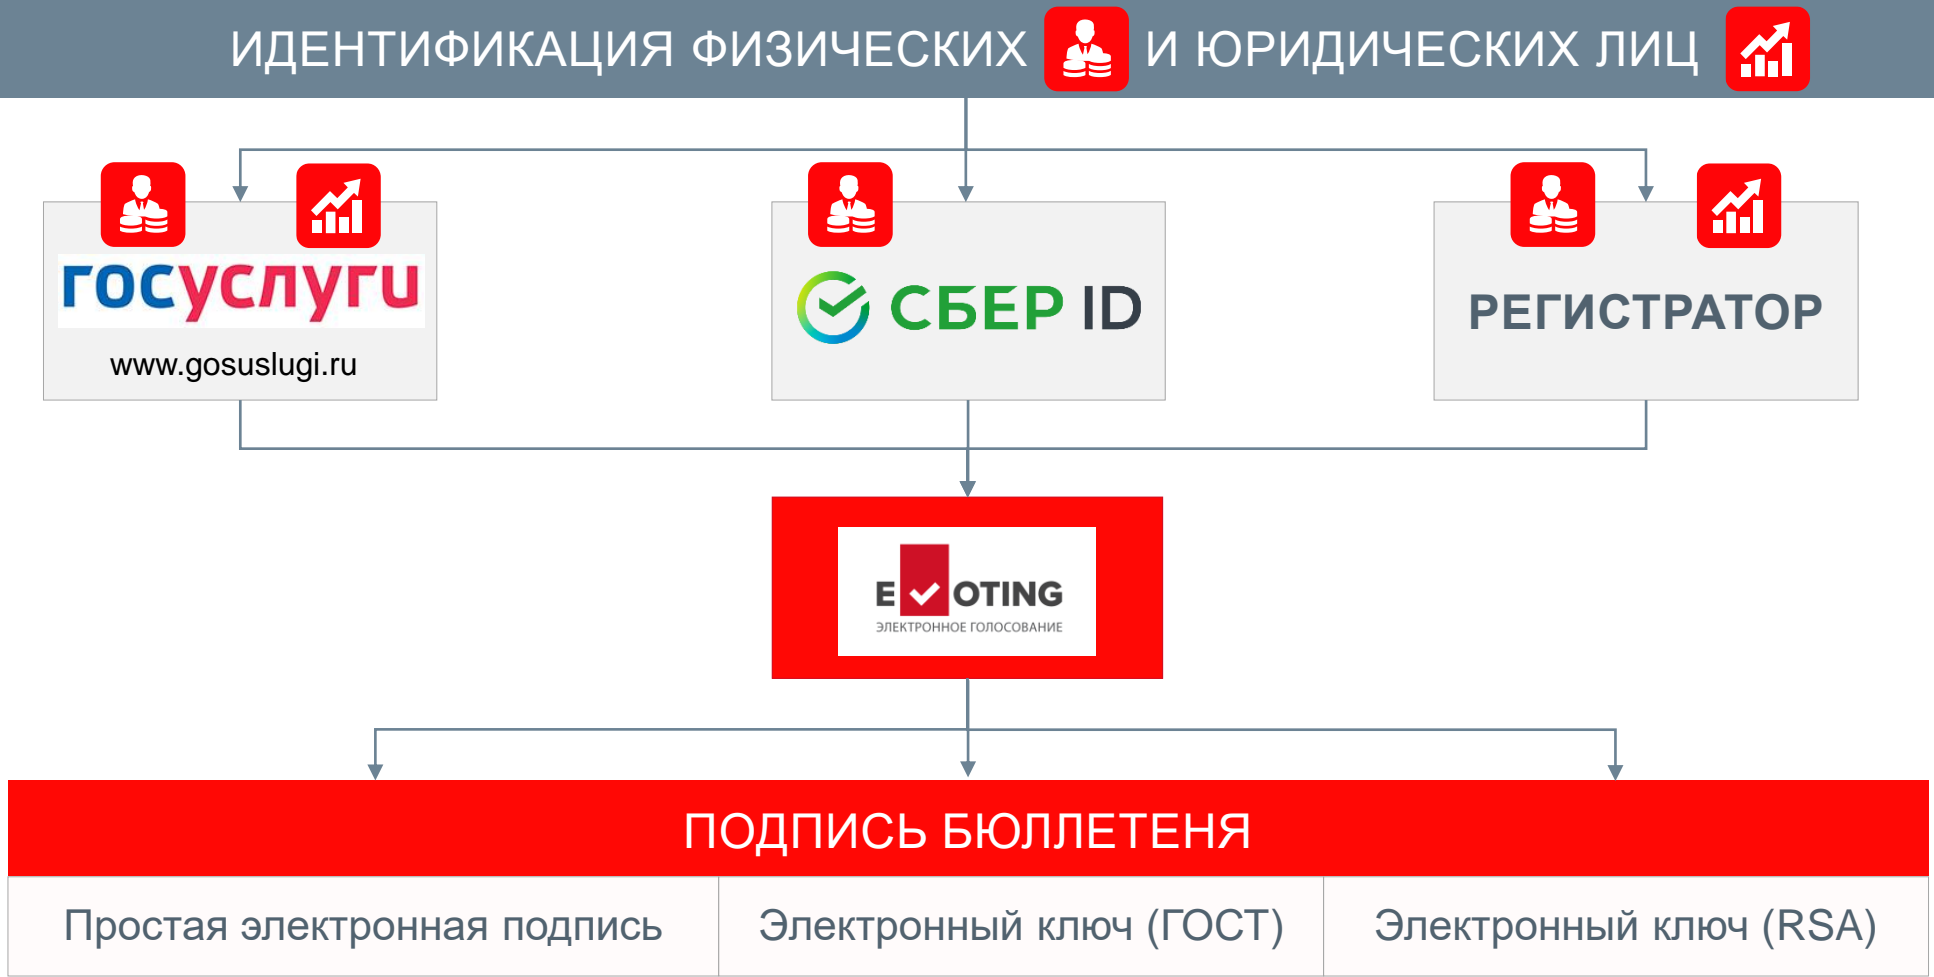 ИДЕНТИФИКАЦИЯ ФИЗИЧЕСКИХ И ЮРИДИЧЕСКИХ ЛИЦ
госуслуги
www.gosuslugi.ru
СБЕР ID
РЕГИСТРАТОР
E OTING
ЭЛЕКТРОННОЕ ГОЛОСОВАНИЕ
ПОДПИСЬ БЮЛЛЕТЕНЯ
Простая электронная подпись
Электронный ключ (ГОСТ)
Электронный ключ (RSA)